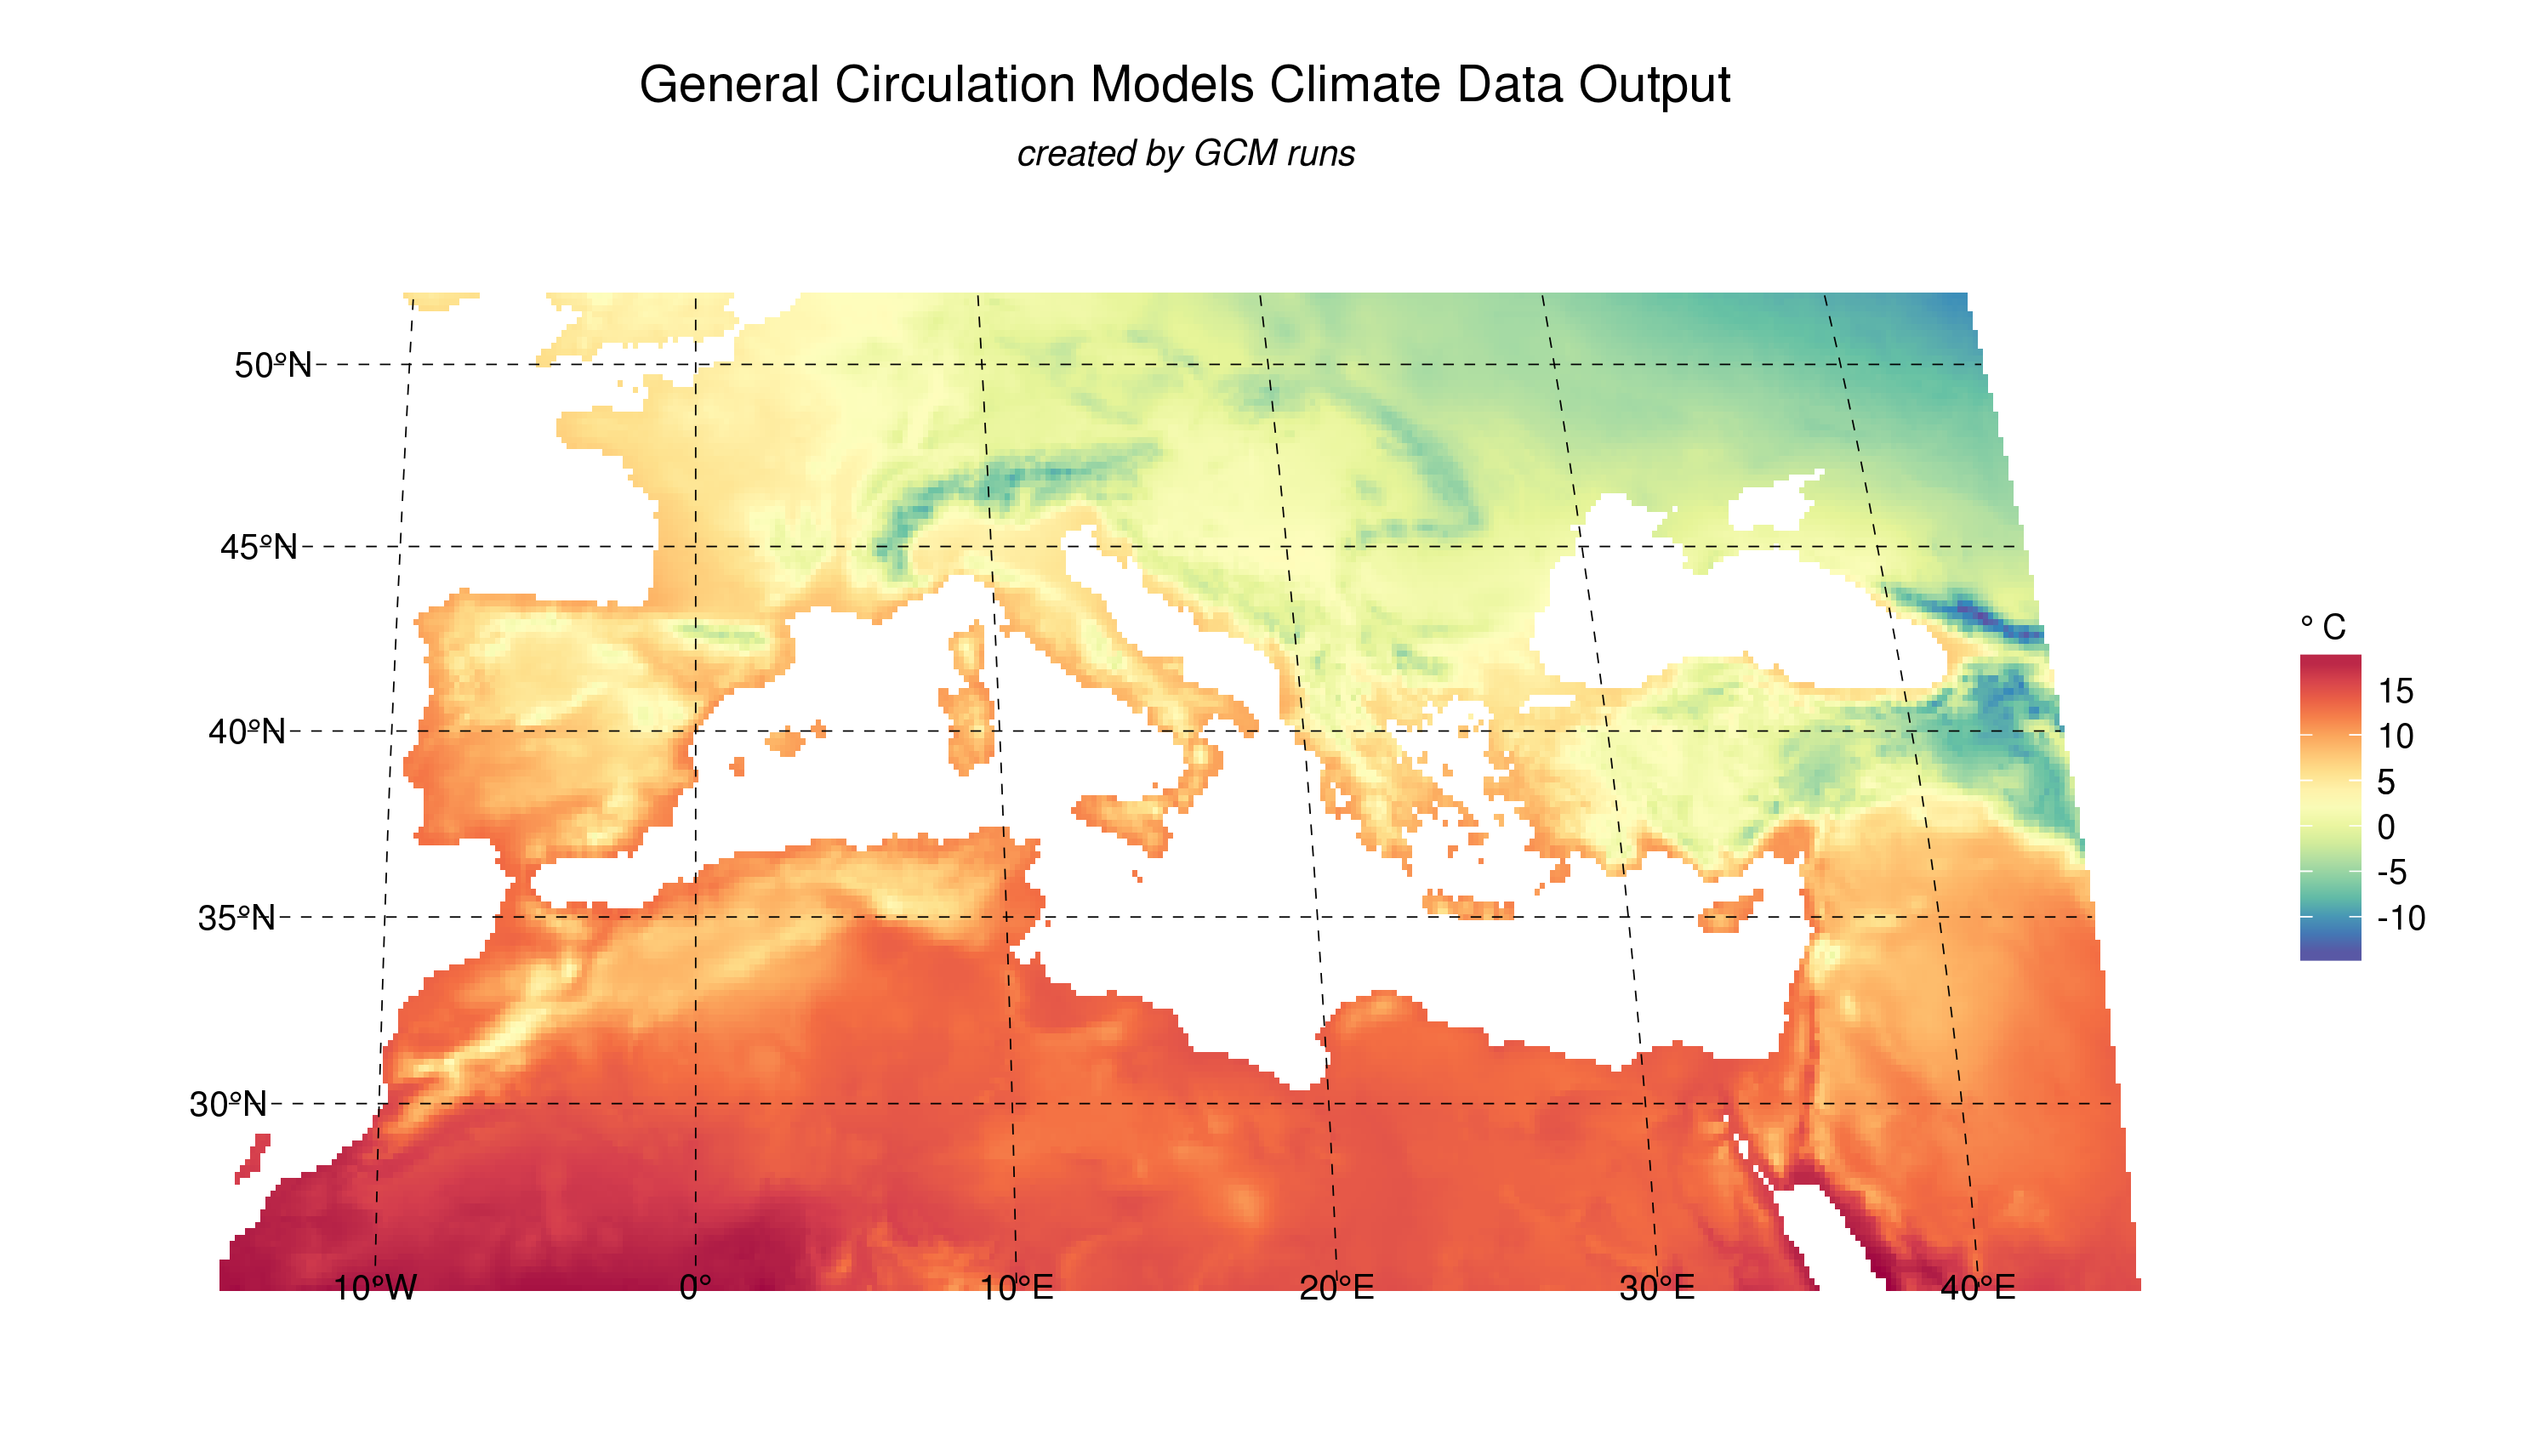 General Circulation Models Climate Data Output
created by GCM runs
50°N
45°N
40°N
35°N
30°N
10°W
0°
10°E
20°E
30°E
40°E
° C
15
10
5
0
-5
-10